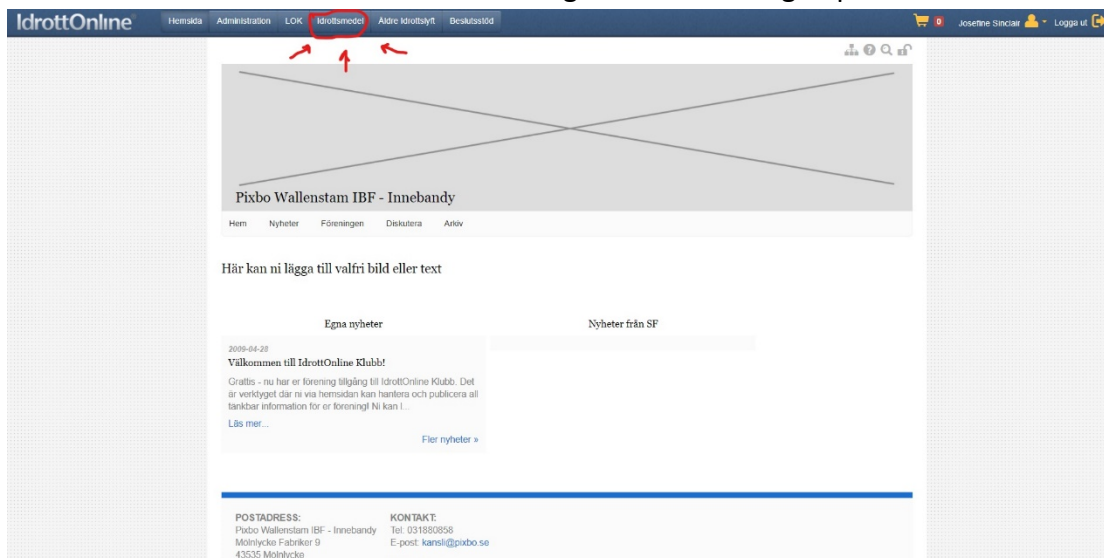 IdrottOnline Hemsida Administration LOK Idrottsmedel Äldre Idrottslyft Beslutsstöd 0 Josefine Sinclair Logga ut
Pixbo Wallenstam IBF - Innebandy
Hem Nyheter Föreningen Diskutera Arkiv
Här kan ni lägga till valfri bild eller text
Egna nyheter Nyheter från SF
2009-04-28
Välkommen till IdrottOnline Klubb!
Grattis - nu har er förening tillgång till IdrottOnline Klubb. Det
är verktyget där ni via hemsidan kan hantera och publicera all
tänkbar information för er förening! Ni kan l...
Läs mer...
Fler nyheter »
POSTADRESS: KONTAKT:
Pixbo Wallenstam IBF - Innebandy Tel: 031880858
Mölnlycke Fabriker 9 E-post: kansli@pixbo.se
43535 Mölnlycke